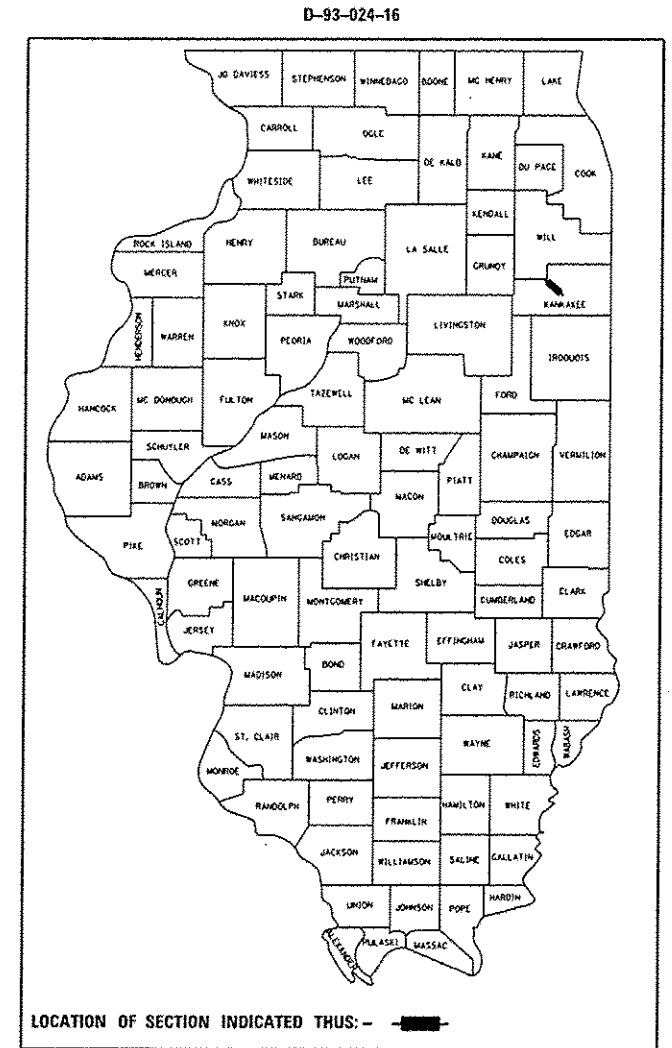 D-93-024-16
JO DAVIESS STEPHENSON WINNEBAGO BOONE MC HENRY LAKE
CARROLL OGLE DE KALB KANE DU PAGE COOK
WHITESIDE LEE KENDALL WILL
ROCK ISLAND HENRY BUREAU LA SALLE GRUNDY
MERCER PUTNAM KANKAKEE
HENDERSON WARREN KNOX STARK MARSHALL LIVINGSTON
PEORIA WOODFORD IROQUOIS
HANCOCK MC DONOUGH FULTON TAZEWELL MC LEAN FORD
SCHUYLER MASON LOGAN DE WITT CHAMPAIGN VERMILION
ADAMS BROWN CASS MENARD PIATT
MACON
PIKE SCOTT MORGAN SANGAMON MOULTRIE DOUGLAS EDGAR
CHRISTIAN COLES
CALHOUN GREENE MACOUPIN MONTGOMERY SHELBY CUMBERLAND CLARK
JERSEY FAYETTE EFFINGHAM JASPER CRAWFORD
MADISON BOND
CLAY RICHLAND LAWRENCE
CLINTON MARION
ST. CLAIR WAYNE EDWARDS WABASH
MONROE WASHINGTON JEFFERSON
RANDOLPH PERRY HAMILTON WHITE
FRANKLIN
JACKSON WILLIAMSON SALINE GALLATIN
UNION JOHNSON POPE HARDIN
ALEXANDER PULASKI MASSAC
LOCATION OF SECTION INDICATED THUS: -